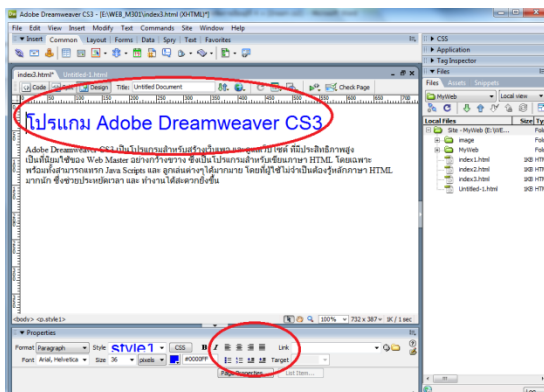 Adobe Dreamweaver CS3 - [E:\WEB_M301\index3.html (XHTML)*]
File Edit View Insert Modify Text Commands Site Window Help
Insert Common Layout Forms Data Spry Text Favorites
index3.html* Untitled-1.html
Code Split Design Title: Untitled Document Check Page
โปรแกม Adobe Dreamweaver CS3
Adobe Dreamweaver CS3 เป็นโปรแกรมสำหรับสร้างเว็บเพจ และ ดูแลเว็บไซต์ ที่มีประสิทธิภาพสูง
เป็นที่นิยมใช้ของ Web Master อย่างกว้างขวาง ซึ่งเป็นโปรแกรมสำหรับเขียนภาษา HTML โดยเฉพาะ
พร้อมทั้งสามารถแทรก Java Scripts และ ลูกเล่นต่างๆได้มากมาย โดยที่ผู้ใช้ไม่จำเป็นต้องรู้หลักภาษา HTML
มากนัก ซึ่งช่วยประหยัดเวลา และ ทำงานได้สะดวกยิ่งขึ้น
<body> <p.style1> 100% 732 x 387 1K / 1 sec
Properties
Format Paragraph Style style1 CSS B I Link
Font Arial, Helvetica Size 36 pixels #0000FF Target
Page Properties... List Item...
CSS
Application
Tag Inspector
Files
Files Assets Snippets
MyWeb Local view
Local Files Size Typ
Site - MyWeb (E:\WE... Fol
image Fol
MyWeb Fol
index1.html 1KB HTM
index2.html 1KB HTM
index3.html 1KB HTM
Untitled-1.html 1KB HTM
Log...